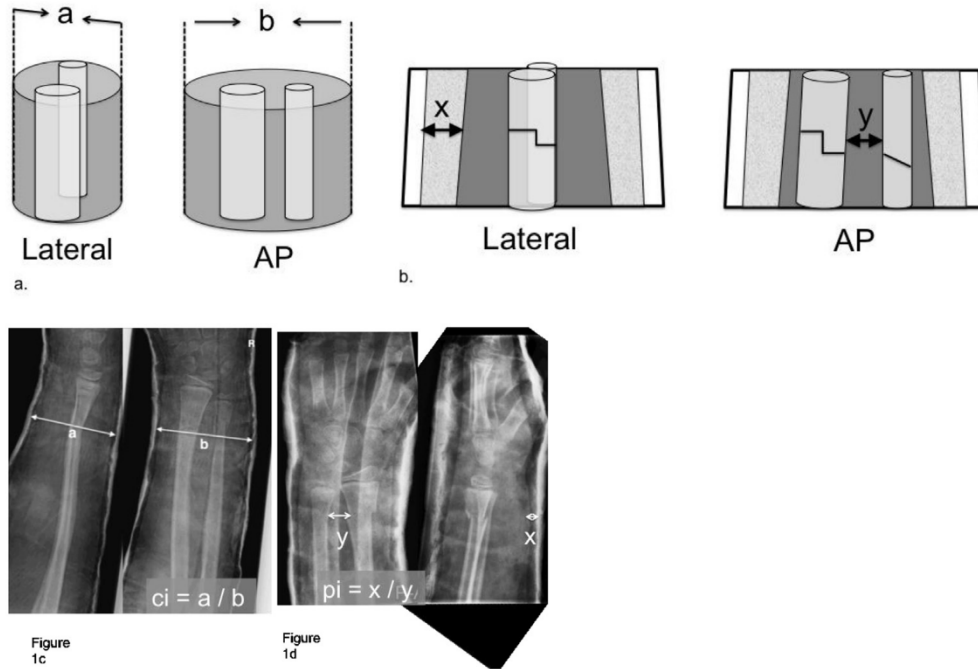 a
b
Lateral
AP
a.
x
y
Lateral
AP
b.
R
a
b
ci = a / b
y
x
pi = x / y
Figure
1c
Figure
1d